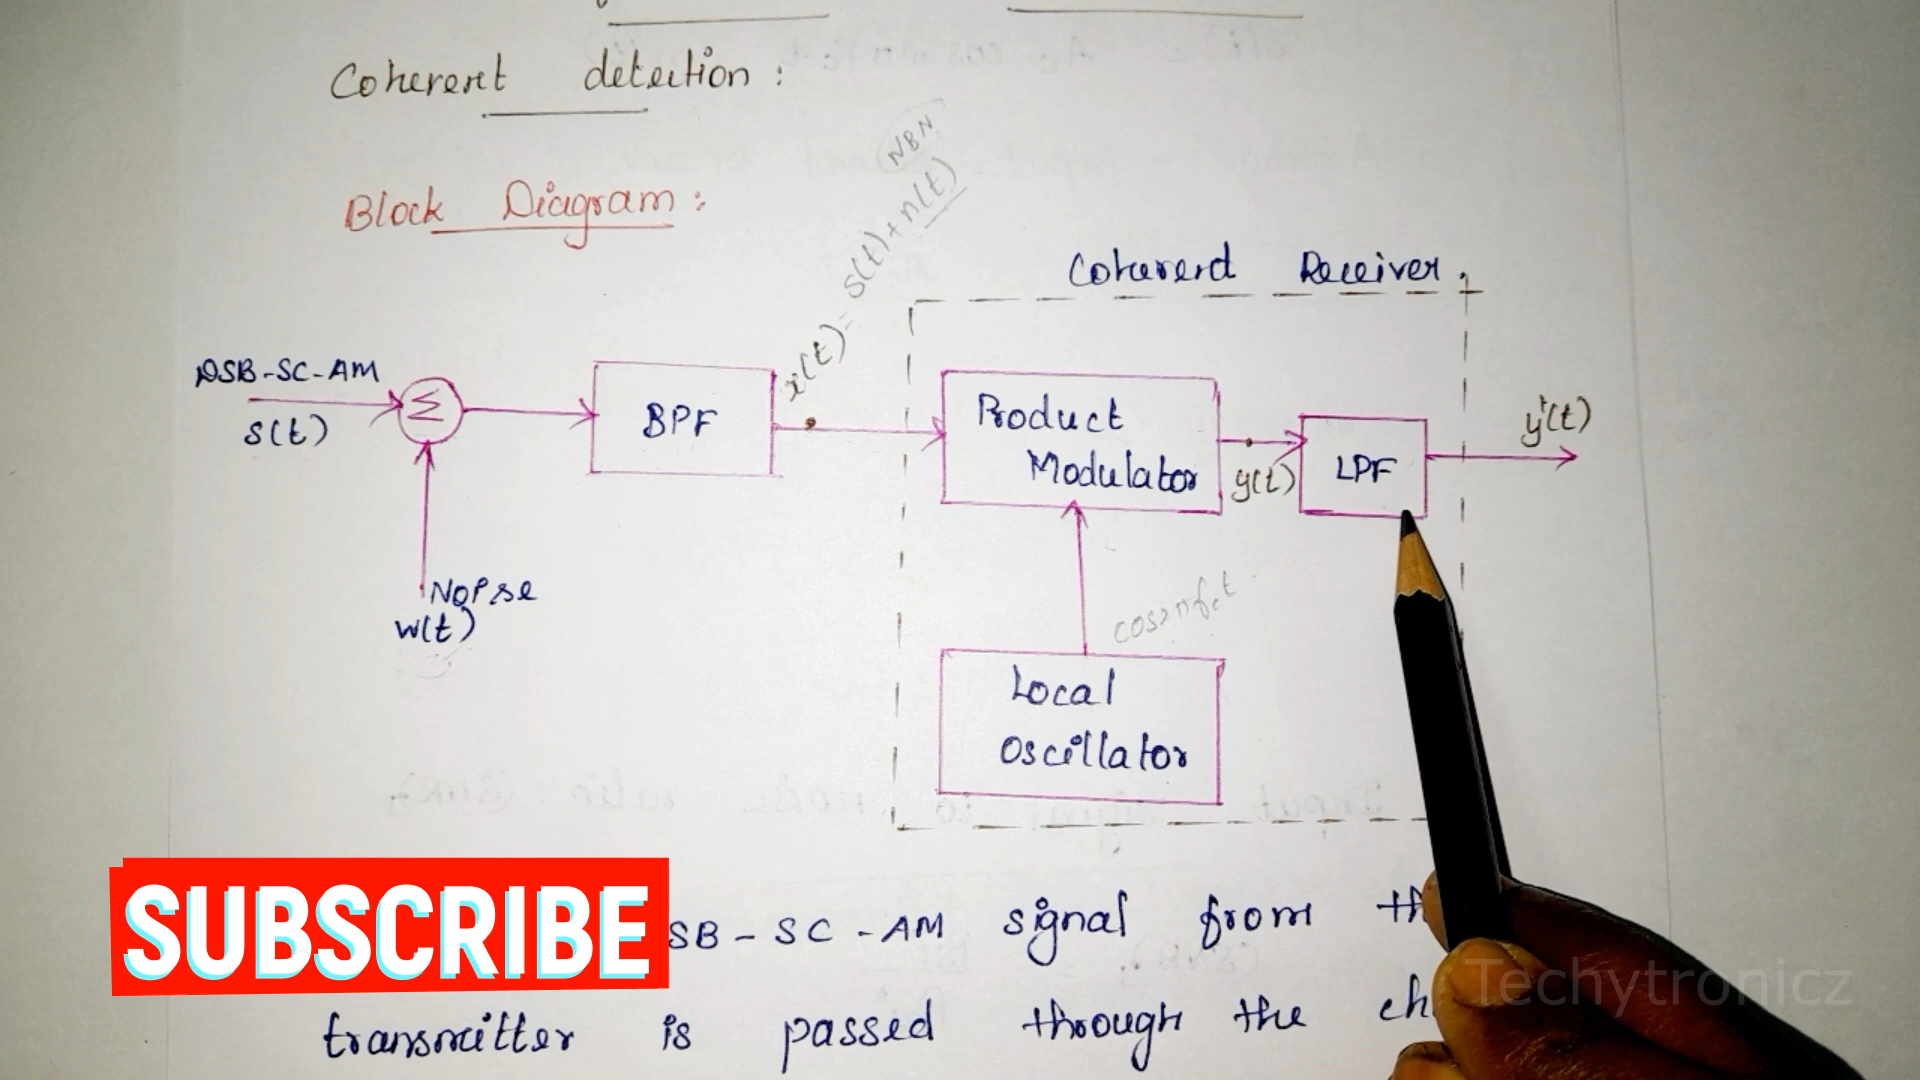 Coherent detection :
Block Diagram :
NBN
x(t) = s(t) + n(t)
Coherend Receiver .
DSB-SC-AM
s(t)
Σ
BPF
Product
Modulator
y(t)
LPF
y'(t)
Noise
w(t)
cos2πfct
Local
Oscillator
SUBSCRIBE
SB - SC - AM signal from th
Techytronicz
transmitter is passed through the ch